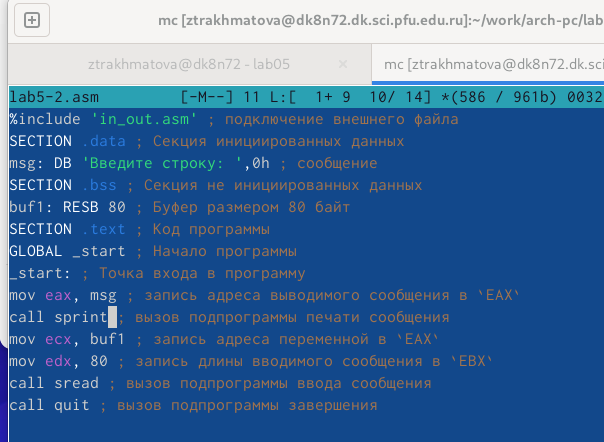 mc [ztrakhmatova@dk8n72.dk.sci.pfu.edu.ru]:~/work/arch-pc/lab
ztrakhmatova@dk8n72 - lab05 ×
mc [ztrakhmatova@dk8n72.dk.sci
lab5-2.asm [-M--] 11 L:[ 1+ 9 10/ 14] *(586 / 961b) 0032
%include 'in_out.asm' ; подключение внешнего файла
SECTION .data ; Секция инициированных данных
msg: DB 'Введите строку: ',0h ; сообщение
SECTION .bss ; Секция не инициированных данных
buf1: RESB 80 ; Буфер размером 80 байт
SECTION .text ; Код программы
GLOBAL _start ; Начало программы
_start: ; Точка входа в программу
mov eax, msg ; запись адреса выводимого сообщения в `EAX`
call sprint ; вызов подпрограммы печати сообщения
mov ecx, buf1 ; запись адреса переменной в `EAX`
mov edx, 80 ; запись длины вводимого сообщения в `EBX`
call sread ; вызов подпрограммы ввода сообщения
call quit ; вызов подпрограммы завершения